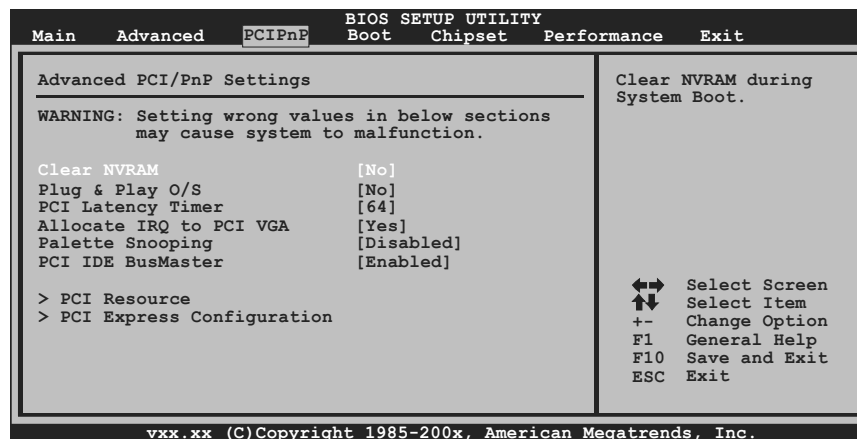 BIOS SETUP UTILITY
Main Advanced PCIPnP Boot Chipset Performance Exit
Advanced PCI/PnP Settings
WARNING: Setting wrong values in below sections
may cause system to malfunction.
Clear NVRAM [No]
Plug & Play O/S [No]
PCI Latency Timer [64]
Allocate IRQ to PCI VGA [Yes]
Palette Snooping [Disabled]
PCI IDE BusMaster [Enabled]
> PCI Resource
> PCI Express Configuration
Clear NVRAM during
System Boot.
Select Screen
Select Item
+- Change Option
F1 General Help
F10 Save and Exit
ESC Exit
vxx.xx (C)Copyright 1985-200x, American Megatrends, Inc.